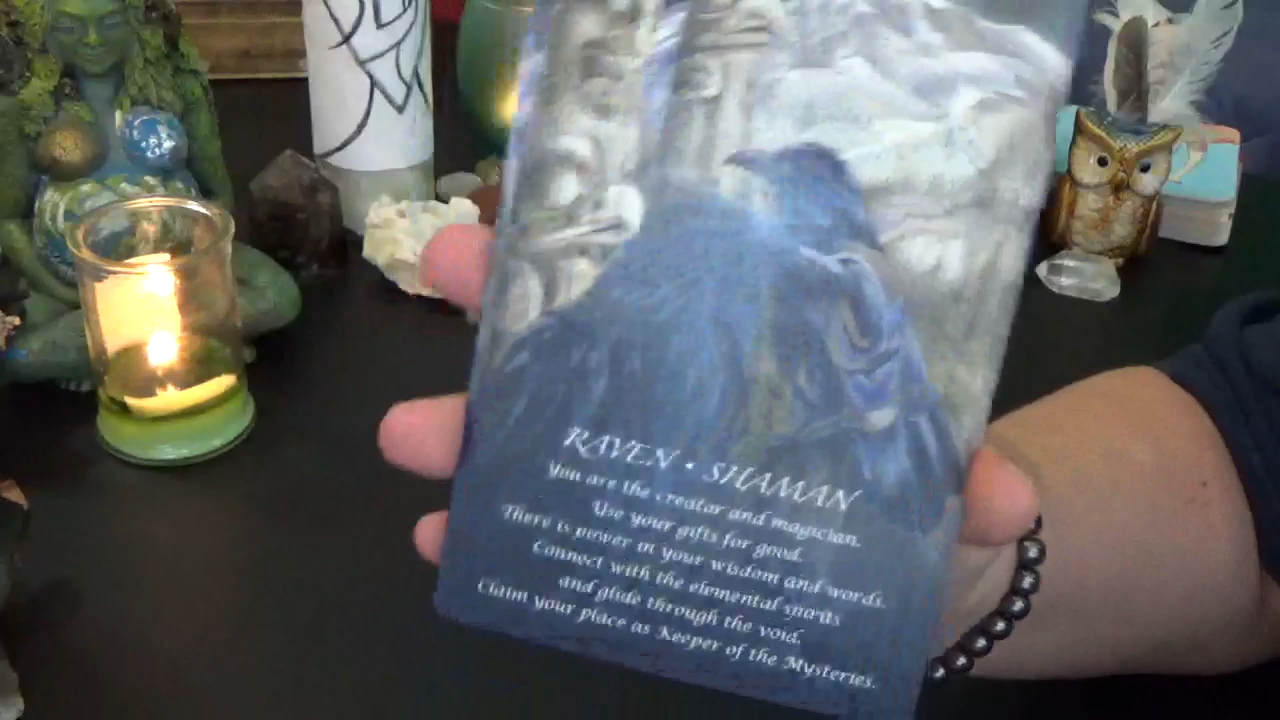 RAVEN • SHAMAN
You are the creator and magician.
Use your gifts for good.
There is power in your wisdom and words.
Connect with the elemental spirits
and glide through the void.
Claim your place as Keeper of the Mysteries.